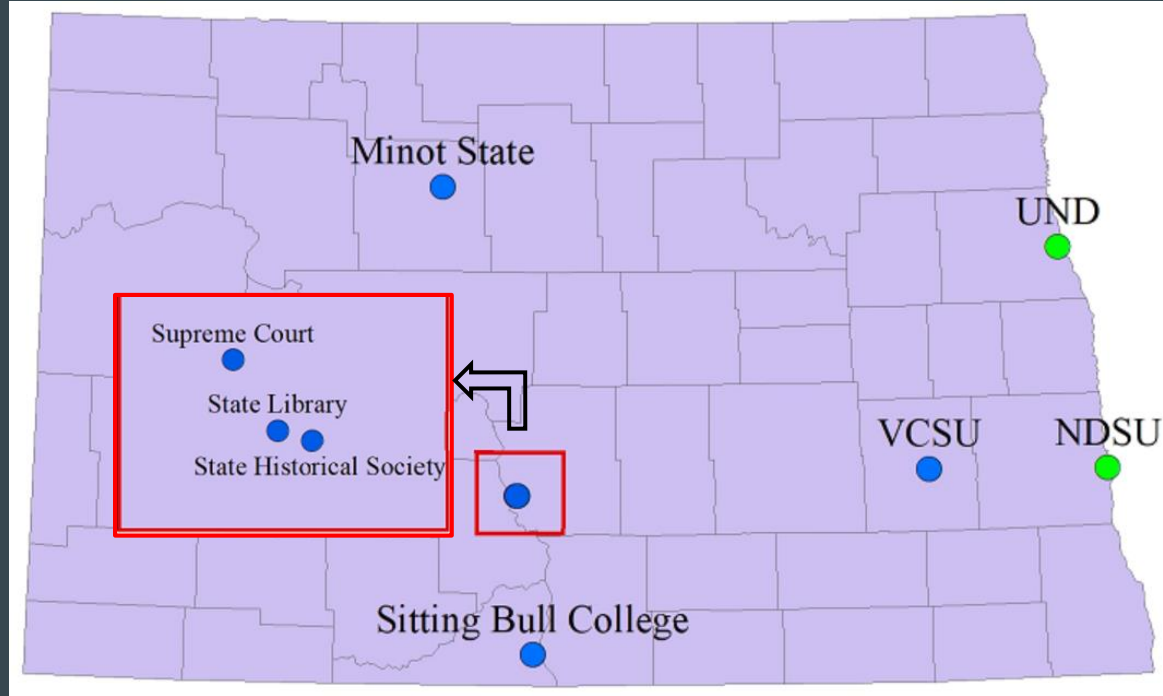 Minot State
UND
Supreme Court
State Library
State Historical Society
VCSU
NDSU
Sitting Bull College